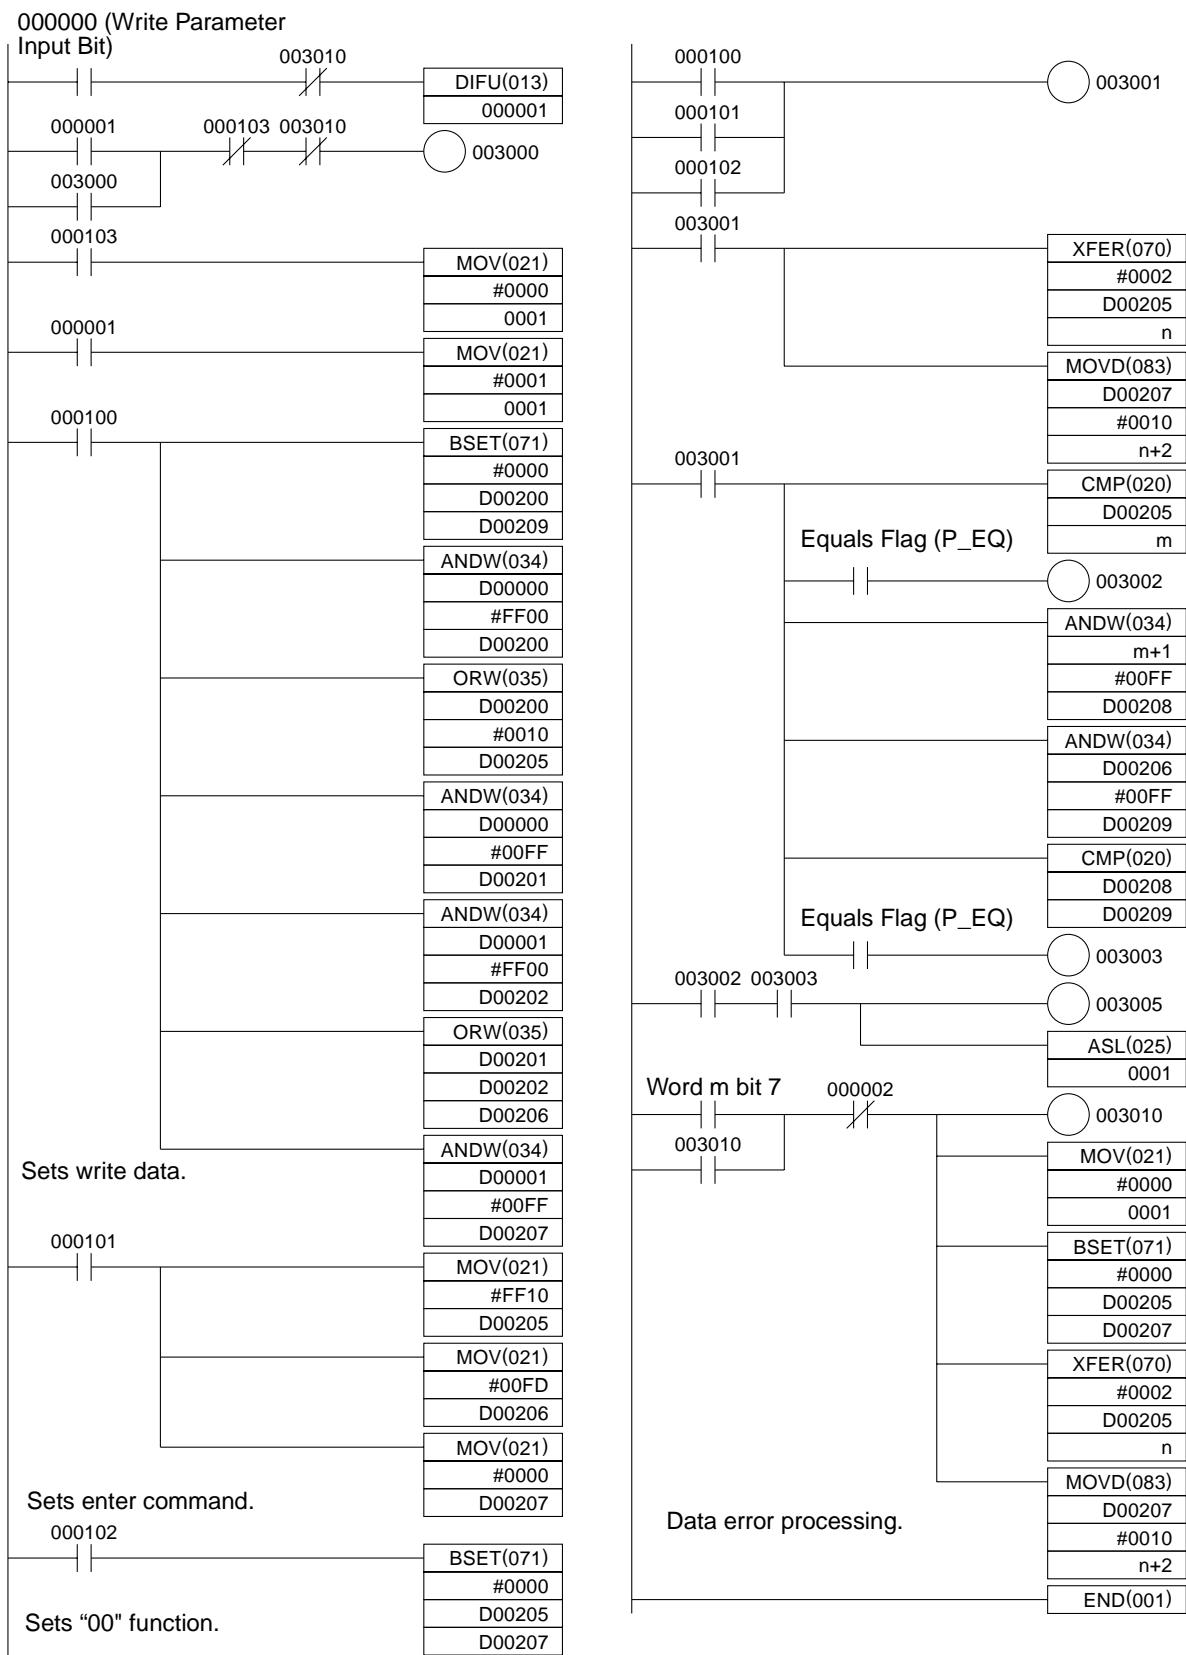 000000 (Write Parameter
Input Bit)
003010
DIFU(013)
000001
000001
000103 003010
003000
003000
000103
MOV(021)
#0000
0001
000001
MOV(021)
#0001
0001
000100
BSET(071)
#0000
D00200
D00209
ANDW(034)
D00000
#FF00
D00200
ORW(035)
D00200
#0010
D00205
ANDW(034)
D00000
#00FF
D00201
ANDW(034)
D00001
#FF00
D00202
ORW(035)
D00201
D00202
D00206
ANDW(034)
Sets write data.
D00001
#00FF
D00207
000101
MOV(021)
#FF10
D00205
MOV(021)
#00FD
D00206
MOV(021)
#0000
Sets enter command.
D00207
000102
BSET(071)
#0000
Sets “00" function.
D00205
D00207
000100
003001
000101
000102
003001
XFER(070)
#0002
D00205
n
MOVD(083)
D00207
#0010
n+2
003001
CMP(020)
D00205
Equals Flag (P_EQ)
m
003002
ANDW(034)
m+1
#00FF
D00208
ANDW(034)
D00206
#00FF
D00209
CMP(020)
D00208
Equals Flag (P_EQ)
D00209
003003
003002 003003
003005
ASL(025)
0001
Word m bit 7
000002
003010
003010
MOV(021)
#0000
0001
BSET(071)
#0000
D00205
D00207
XFER(070)
#0002
D00205
n
MOVD(083)
D00207
Data error processing.
#0010
n+2
END(001)